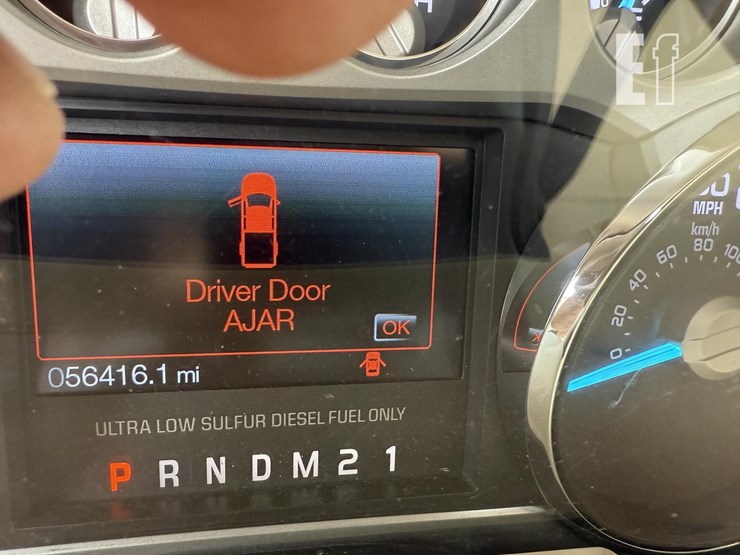 Ef
Driver Door
AJAR
OK
056416.1 mi
ULTRA LOW SULFUR DIESEL FUEL ONLY
P R N D M 2 1
MPH
km/h
0 20 40 60 80